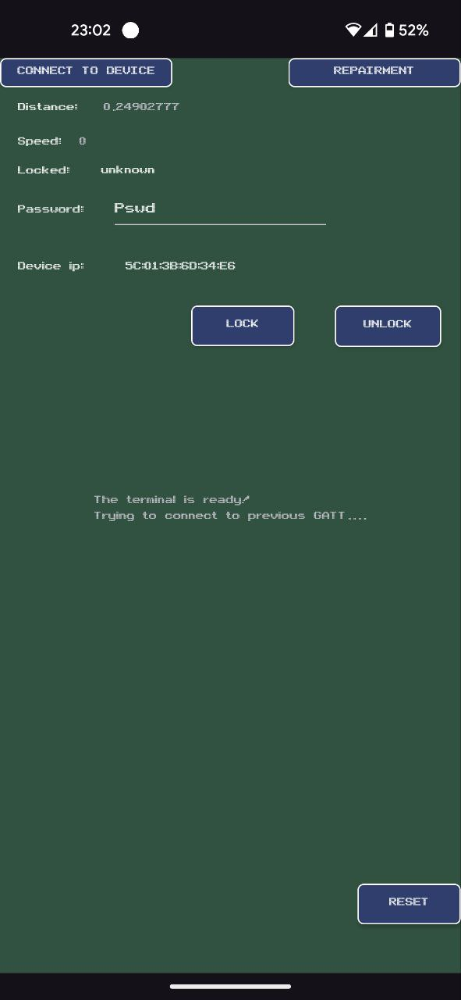 23:02 52%
CONNECT TO DEVICE REPAIRMENT
Distance: 0.24902777
Speed: 0
Locked: unknown
Password: Pswd
Device ip: 5C:01:3B:6D:34:E6
LOCK UNLOCK
The terminal is ready!
Trying to connect to previous GATT....
RESET